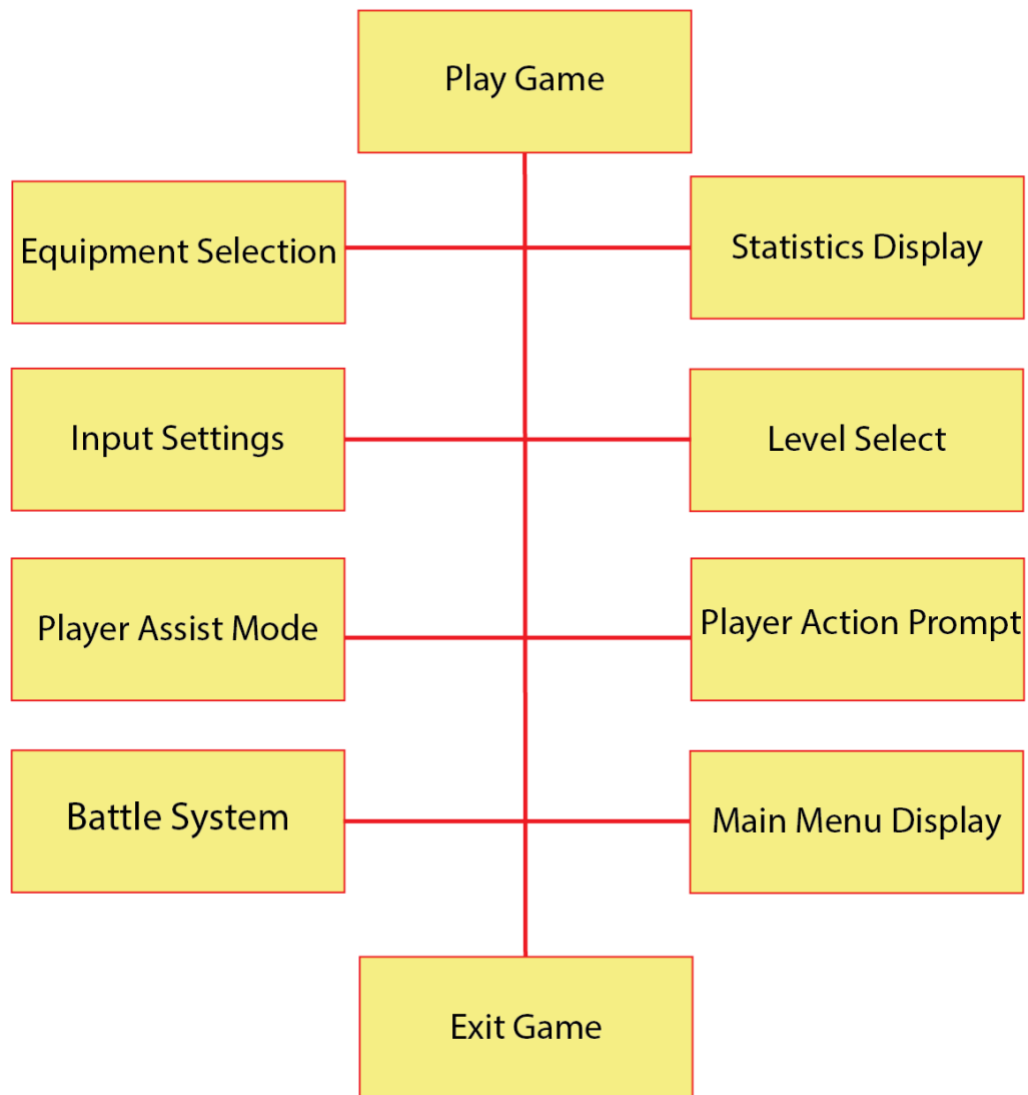 Play Game
Equipment Selection
Statistics Display
Input Settings
Level Select
Player Assist Mode
Player Action Prompt
Battle System
Main Menu Display
Exit Game